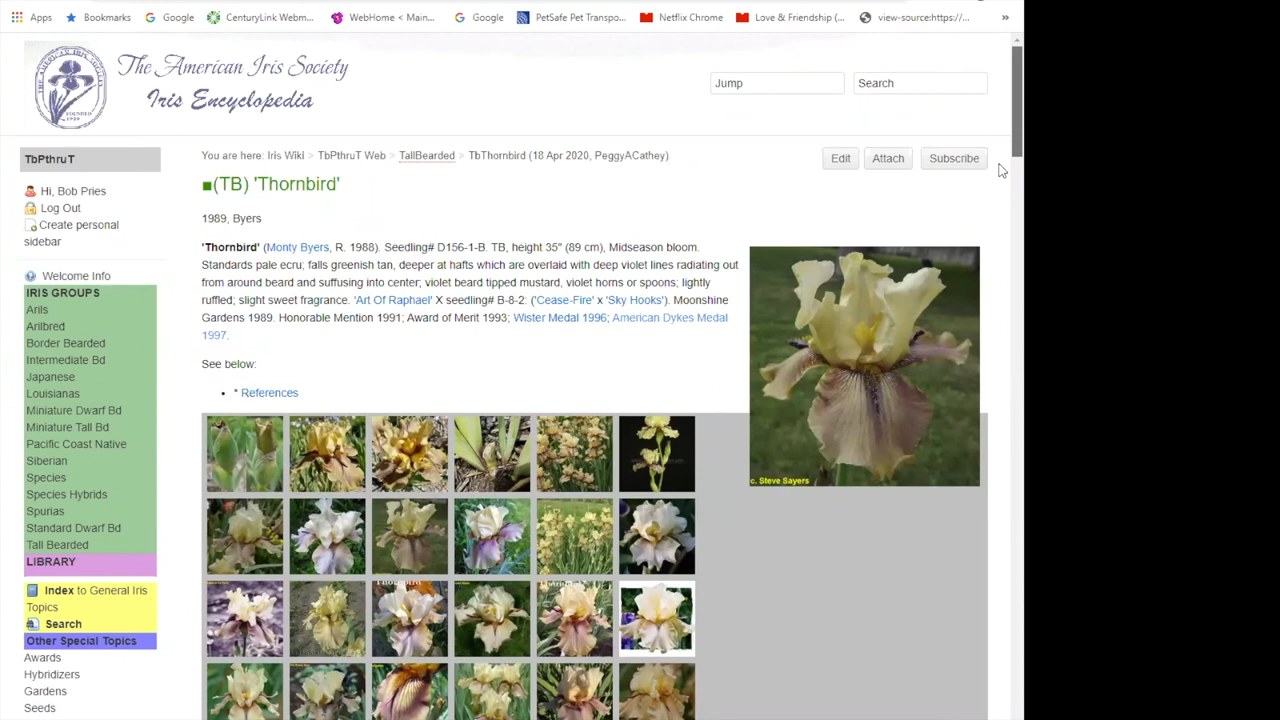 Apps
Bookmarks
Google
CenturyLink Webm...
WebHome < Main...
Google
PetSafe Pet Transpo...
Netflix Chrome
Love & Friendship (...
view-source:https://...
»
The American Iris Society
Iris Encyclopedia
FOUNDED
Jump
Search
TbPthruT
Hi, Bob Pries
Log Out
Create personal
sidebar
Welcome Info
IRIS GROUPS
Arils
Arilbred
Border Bearded
Intermediate Bd
Japanese
Louisianas
Miniature Dwarf Bd
Miniature Tall Bd
Pacific Coast Native
Siberian
Species
Species Hybrids
Spurias
Standard Dwarf Bd
Tall Bearded
LIBRARY
Index to General Iris
Topics
Search
Other Special Topics
Awards
Hybridizers
Gardens
Seeds
You are here: Iris Wiki > TbPthruT Web > TallBearded > TbThornbird (18 Apr 2020, PeggyACathey)
Edit
Attach
Subscribe
■(TB) 'Thornbird'
1989, Byers
'Thornbird' (Monty Byers, R. 1988). Seedling# D156-1-B. TB, height 35" (89 cm), Midseason bloom.
Standards pale ecru; falls greenish tan, deeper at hafts which are overlaid with deep violet lines radiating out
from around beard and suffusing into center; violet beard tipped mustard, violet horns or spoons; lightly
ruffled; slight sweet fragrance. 'Art Of Raphael' X seedling# B-8-2: ('Cease-Fire' x 'Sky Hooks'). Moonshine
Gardens 1989. Honorable Mention 1991; Award of Merit 1993; Wister Medal 1996; American Dykes Medal
1997.
See below:
• * References
c. Steve Sayers
Thornbird